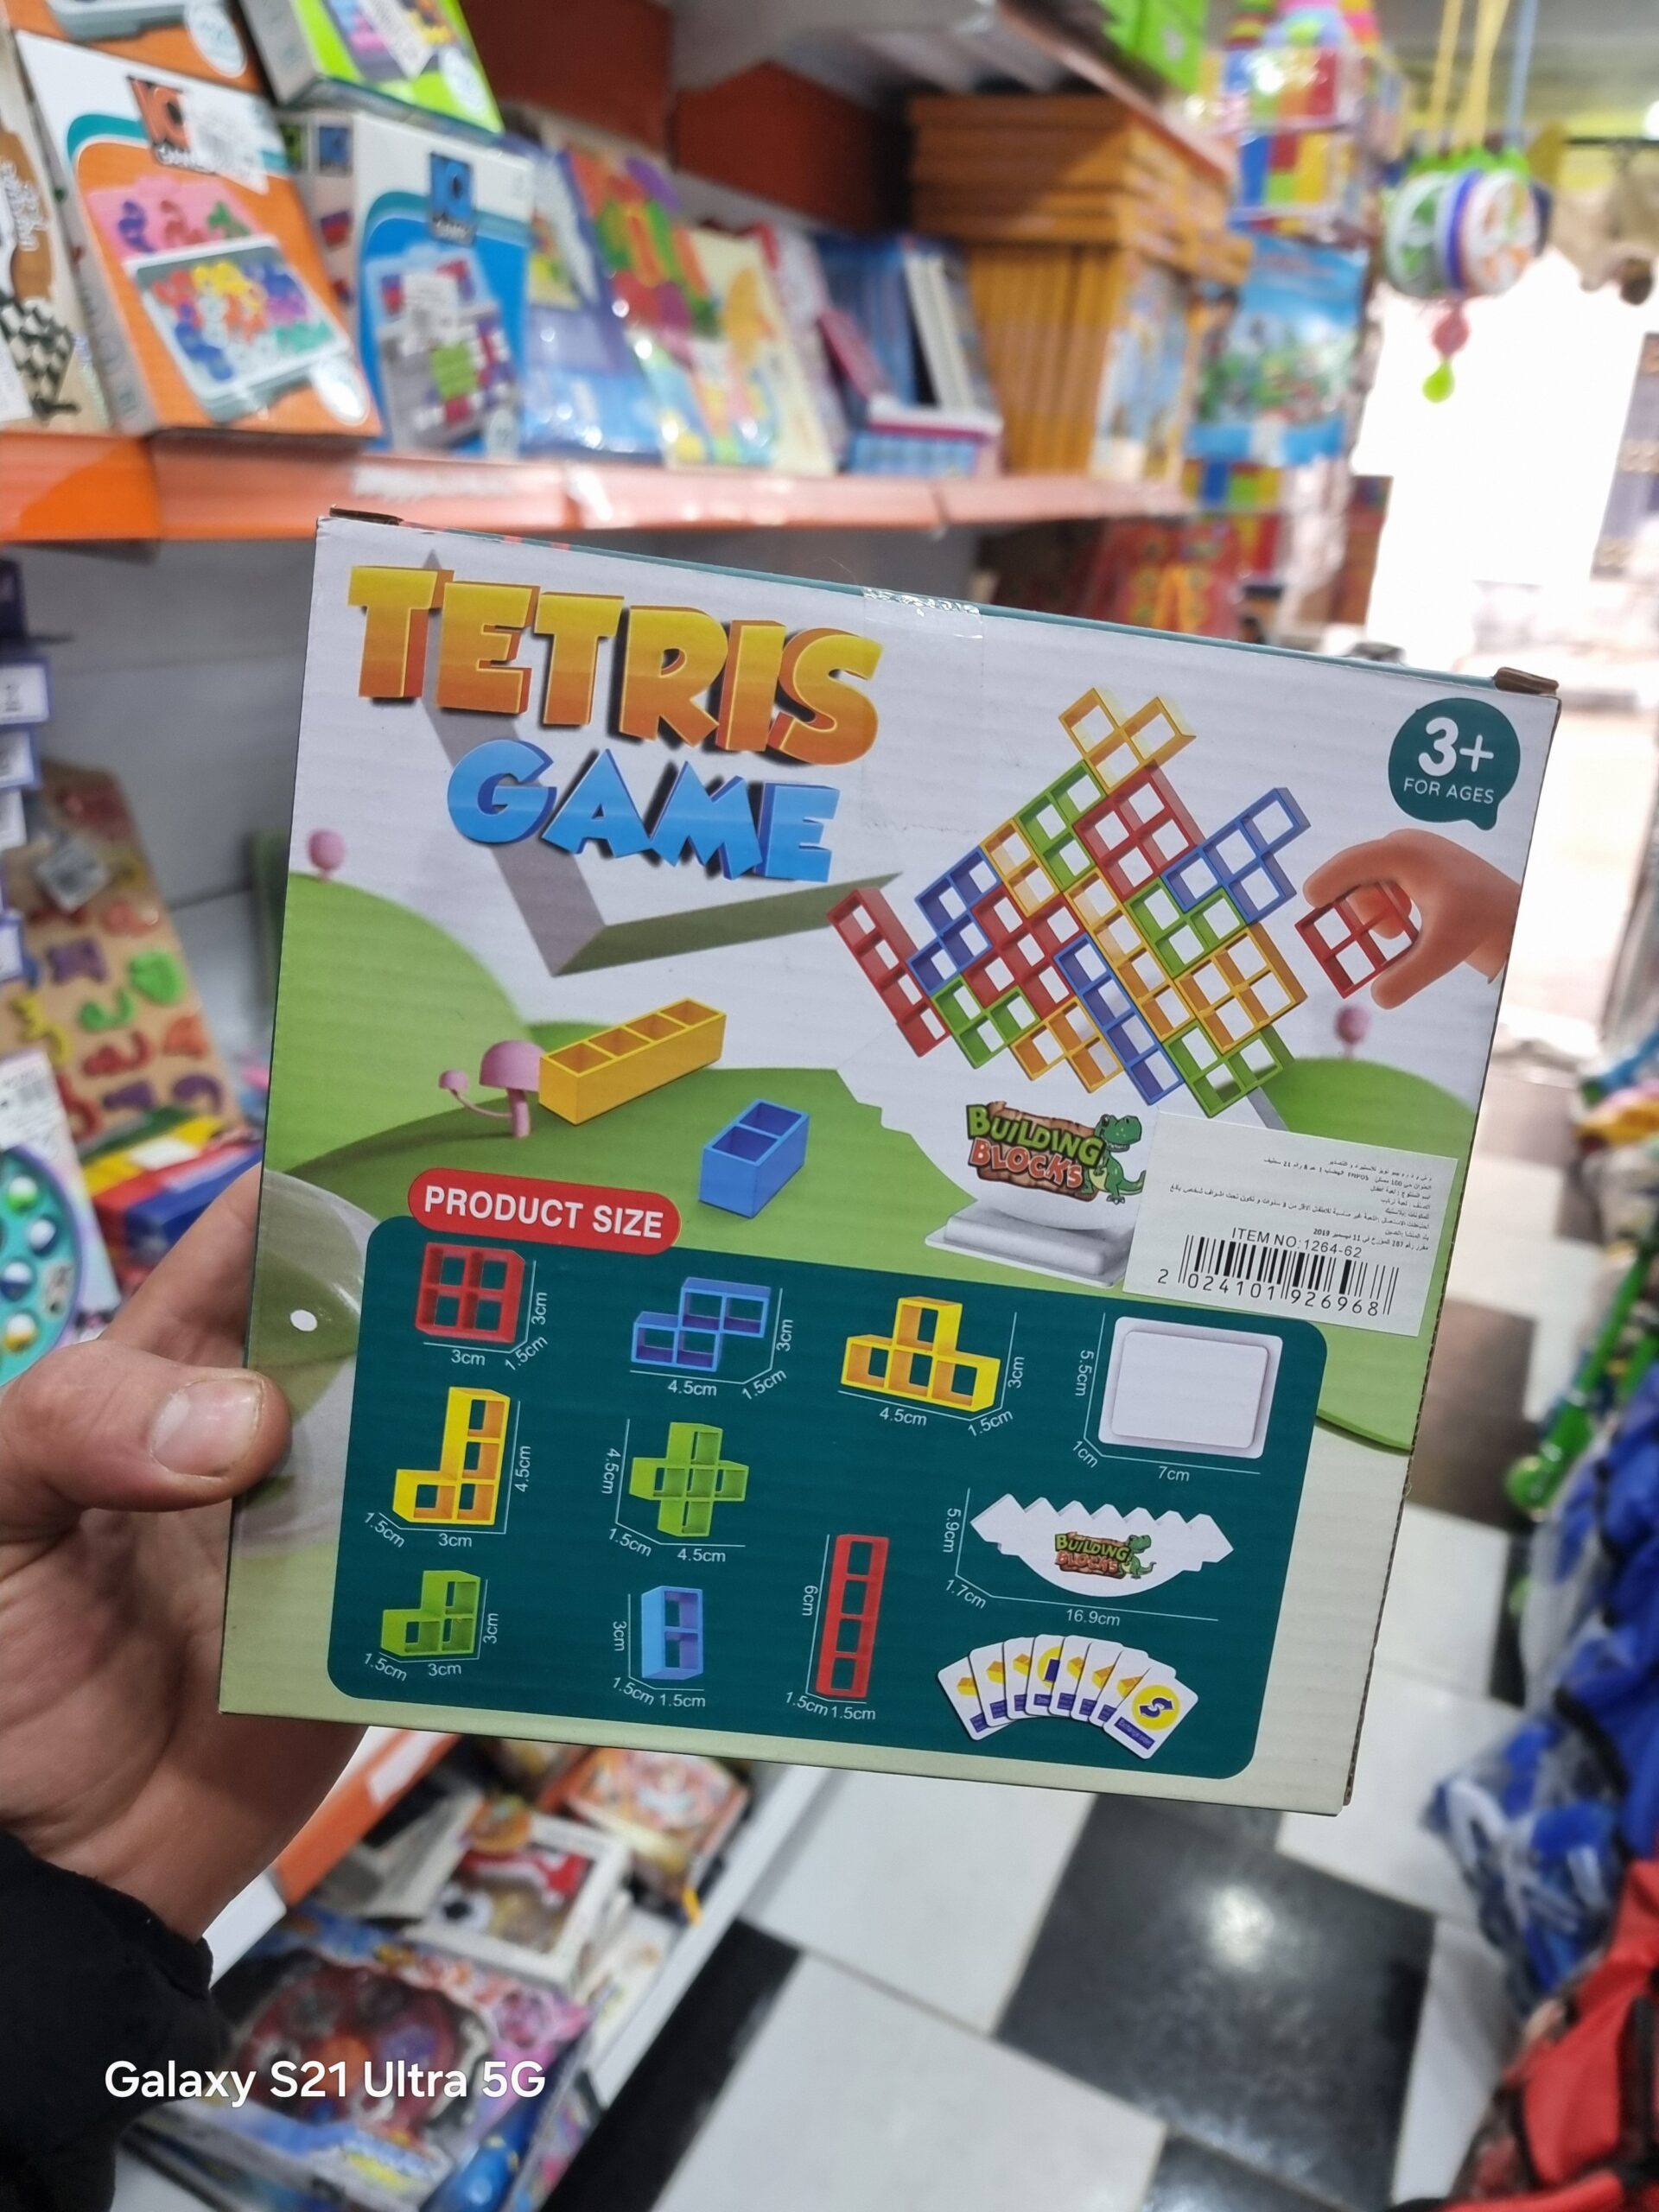 TETRIS
GAME
3+
FOR AGES
BUILDING
BLOCKS
ITEM NO:1264-62
2 024101 926968
PRODUCT SIZE
3cm
3cm
1.5cm
3cm
4.5cm
1.5cm
3cm
4.5cm
1.5cm
5.5cm
1cm
7cm
4.5cm
1.5cm
3cm
4.5cm
1.5cm
4.5cm
6cm
1.5cm 1.5cm
5.9cm
BUILDING
BLOCKS
1.7cm
16.9cm
3cm
1.5cm
3cm
3cm
1.5cm 1.5cm
Galaxy S21 Ultra 5G